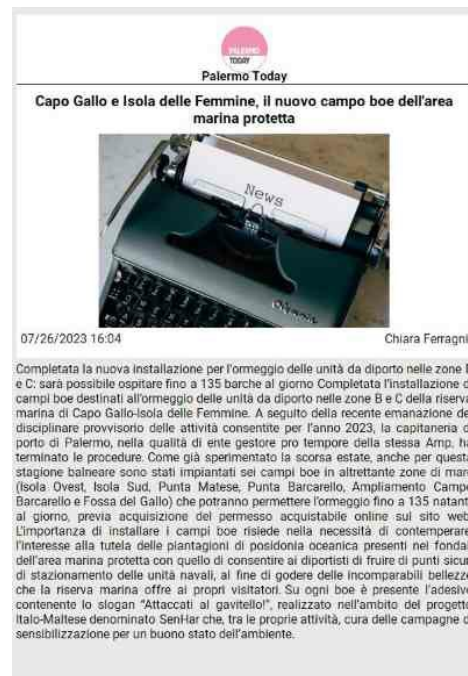 PALERMO
TODAY
Palermo Today
Capo Gallo e Isola delle Femmine, il nuovo campo boe dell'area
marina protetta
News
Olympia
07/26/2023 16:04
Chiara Ferragni
Completata la nuova installazione per l'ormeggio delle unità da diporto nelle zone
e C: sarà possibile ospitare fino a 135 barche al giorno Completata l'installazione d
campi boe destinati all'ormeggio delle unità da diporto nelle zone B e C della riserva
marina di Capo Gallo-Isola delle Femmine. A seguito della recente emanazione de
disciplinare provvisorio delle attività consentite per l'anno 2023, la capitaneria d
porto di Palermo, nella qualità di ente gestore pro tempore della stessa Amp, ha
terminato le procedure. Come già sperimentato la scorsa estate, anche per questa
stagione balneare sono stati impiantati sei campi boe in altrettante zone di mare
(Isola Ovest, Isola Sud, Punta Matese, Punta Barcarello, Ampliamento Campo
Barcarello e Fossa del Gallo) che potranno permettere l'ormeggio fino a 135 natanti
al giorno, previa acquisizione del permesso acquistabile online sul sito web.
L'importanza di installare i campi boe risiede nella necessità di contemperare
l'interesse alla tutela delle piantagioni di posidonia oceanica presenti nei fondal
dell'area marina protetta con quello di consentire ai diportisti di fruire di punti sicur
di stazionamento delle unità navali, al fine di godere delle incomparabili bellezze
che la riserva marina offre ai propri visitatori. Su ogni boe è presente l'adesivo
contenente lo slogan "Attaccati al gavitello!", realizzato nell'ambito del progetto
Italo-Maltese denominato SenHar che, tra le proprie attività, cura delle campagne d
sensibilizzazione per un buono stato dell'ambiente.